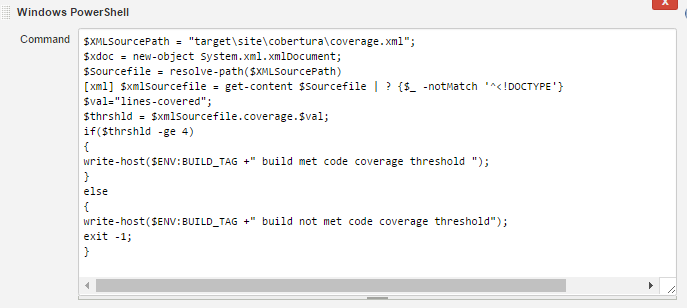 Windows PowerShell
X
Command
$XMLSourcePath = "target\site\cobertura\coverage.xml";
$xdoc = new-object System.xml.xmlDocument;
$Sourcefile = resolve-path($XMLSourcePath)
[xml] $xmlSourcefile = get-content $Sourcefile | ? {$_ -notMatch '^<!DOCTYPE'}
$val="lines-covered";
$thrshld = $xmlSourcefile.coverage.$val;
if($thrshld -ge 4)
{
write-host($ENV:BUILD_TAG +" build met code coverage threshold ");
}
else
{
write-host($ENV:BUILD_TAG +" build not met code coverage threshold");
exit -1;
}